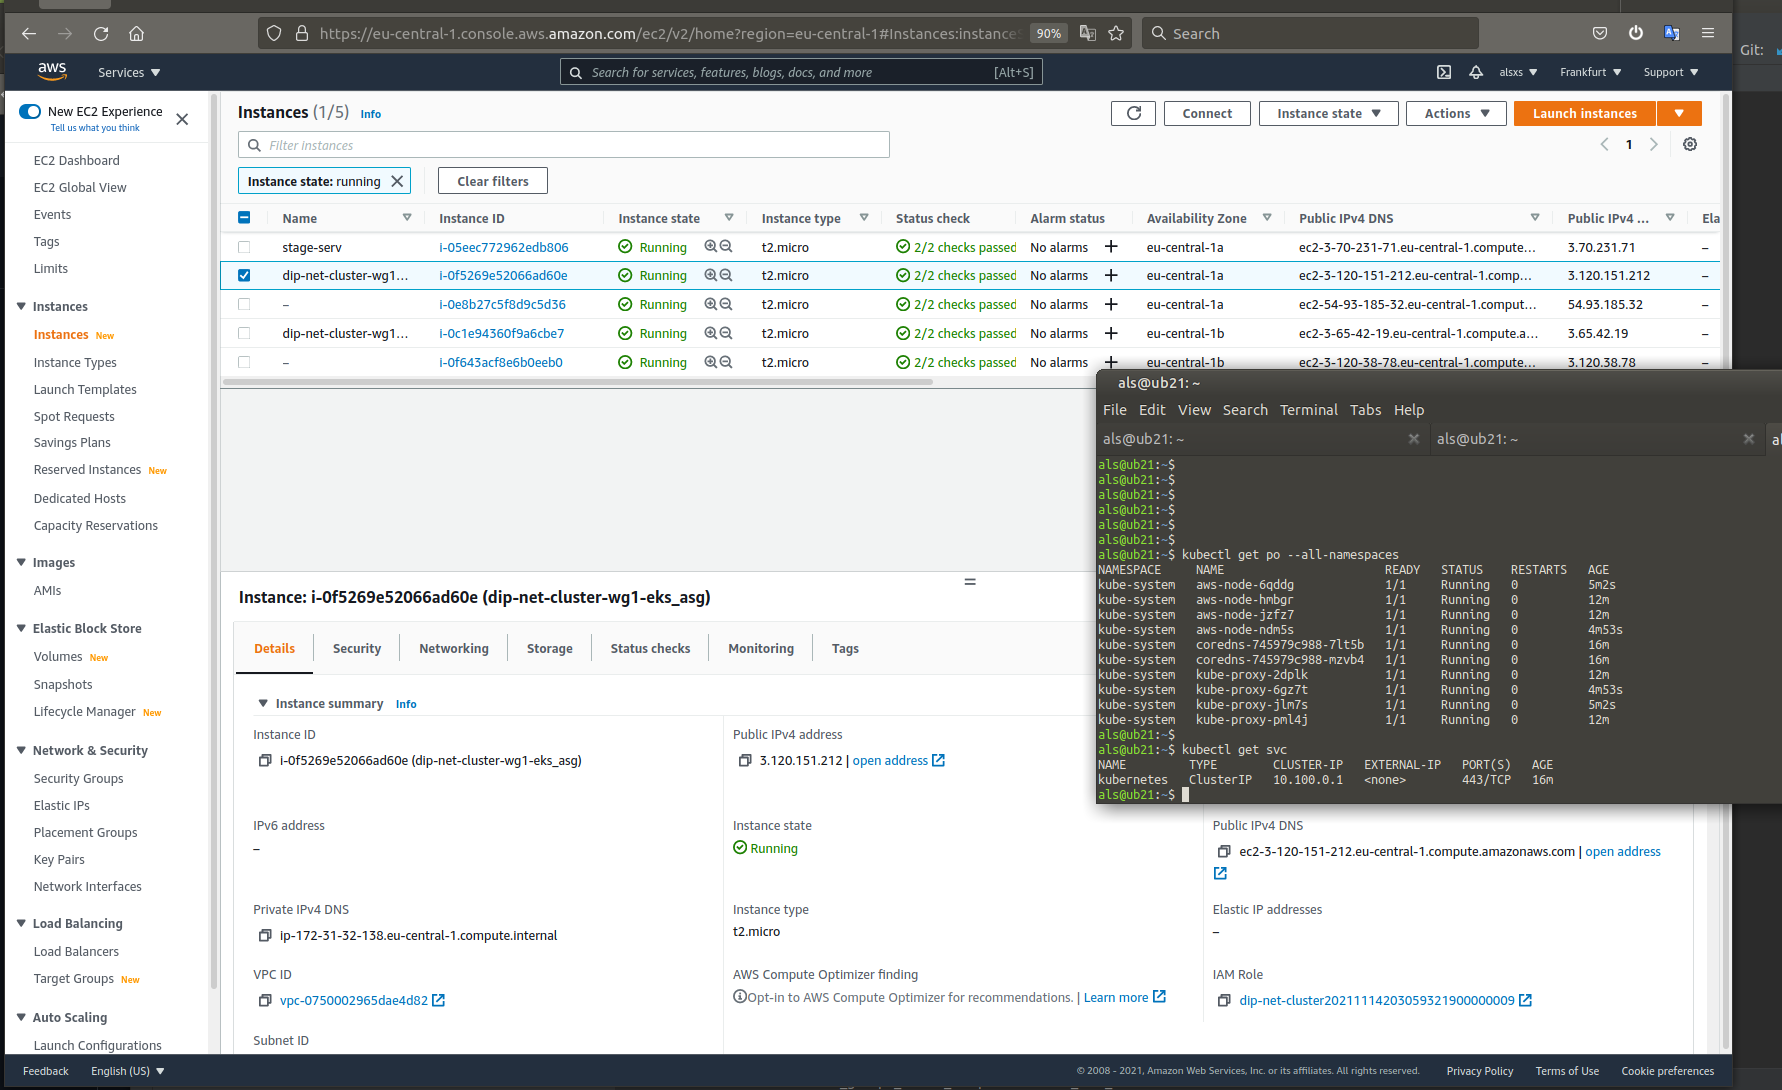 https://eu-central-1.console.aws.amazon.com/ec2/v2/home?region=eu-central-1#Instances:instance
90%
Search
Git:
aws
Services
Search for services, features, blogs, docs, and more
[Alt+S]
alsxs
Frankfurt
Support
New EC2 Experience
Tell us what you think
EC2 Dashboard
EC2 Global View
Events
Tags
Limits
Instances
Instances New
Instance Types
Launch Templates
Spot Requests
Savings Plans
Reserved Instances New
Dedicated Hosts
Capacity Reservations
Images
AMIs
Elastic Block Store
Volumes New
Snapshots
Lifecycle Manager New
Network & Security
Security Groups
Elastic IPs
Placement Groups
Key Pairs
Network Interfaces
Load Balancing
Load Balancers
Target Groups New
Auto Scaling
Launch Configurations
Instances (1/5) Info
Connect
Instance state
Actions
Launch instances
Filter instances
1
Instance state: running
Clear filters
Name Instance ID Instance state Instance type Status check Alarm status Availability Zone Public IPv4 DNS Public IPv4 ... Ela
stage-serv i-05eec772962edb806 Running t2.micro 2/2 checks passed No alarms eu-central-1a ec2-3-70-231-71.eu-central-1.compute... 3.70.231.71 –
dip-net-cluster-wg1... i-0f5269e52066ad60e Running t2.micro 2/2 checks passed No alarms eu-central-1a ec2-3-120-151-212.eu-central-1.comp... 3.120.151.212 –
– i-0e8b27c5f8d9c5d36 Running t2.micro 2/2 checks passed No alarms eu-central-1a ec2-54-93-185-32.eu-central-1.comput... 54.93.185.32 –
dip-net-cluster-wg1... i-0c1e94360f9a6cbe7 Running t2.micro 2/2 checks passed No alarms eu-central-1b ec2-3-65-42-19.eu-central-1.compute.a... 3.65.42.19 –
– i-0f643acf8e6b0eeb0 Running t2.micro 2/2 checks passed No alarms eu-central-1b ec2-3-120-38-78.eu-central-1.compute... 3.120.38.78 –
Instance: i-0f5269e52066ad60e (dip-net-cluster-wg1-eks_asg)
Details Security Networking Storage Status checks Monitoring Tags
Instance summary Info
Instance ID
i-0f5269e52066ad60e (dip-net-cluster-wg1-eks_asg)
Public IPv4 address
3.120.151.212 | open address
IPv6 address
–
Instance state
Running
Public IPv4 DNS
ec2-3-120-151-212.eu-central-1.compute.amazonaws.com | open address
Private IPv4 DNS
ip-172-31-32-138.eu-central-1.compute.internal
Instance type
t2.micro
Elastic IP addresses
–
VPC ID
vpc-0750002965dae4d82
AWS Compute Optimizer finding
Opt-in to AWS Compute Optimizer for recommendations. | Learn more
IAM Role
dip-net-cluster20211114203059321900000009
Subnet ID
als@ub21: ~
File Edit View Search Terminal Tabs Help
als@ub21: ~ als@ub21: ~ al
als@ub21:~$
als@ub21:~$
als@ub21:~$
als@ub21:~$
als@ub21:~$
als@ub21:~$
als@ub21:~$ kubectl get po --all-namespaces
NAMESPACE NAME READY STATUS RESTARTS AGE
kube-system aws-node-6qddg 1/1 Running 0 5m2s
kube-system aws-node-hmbgr 1/1 Running 0 12m
kube-system aws-node-jzfz7 1/1 Running 0 12m
kube-system aws-node-ndm5s 1/1 Running 0 4m53s
kube-system coredns-745979c988-7lt5b 1/1 Running 0 16m
kube-system coredns-745979c988-mzvb4 1/1 Running 0 16m
kube-system kube-proxy-2dplk 1/1 Running 0 12m
kube-system kube-proxy-6gz7t 1/1 Running 0 4m53s
kube-system kube-proxy-jlm7s 1/1 Running 0 5m2s
kube-system kube-proxy-pml4j 1/1 Running 0 12m
als@ub21:~$
als@ub21:~$ kubectl get svc
NAME TYPE CLUSTER-IP EXTERNAL-IP PORT(S) AGE
kubernetes ClusterIP 10.100.0.1 <none> 443/TCP 16m
als@ub21:~$
Feedback English (US)
© 2008 - 2021, Amazon Web Services, Inc. or its affiliates. All rights reserved. Privacy Policy Terms of Use Cookie preferences